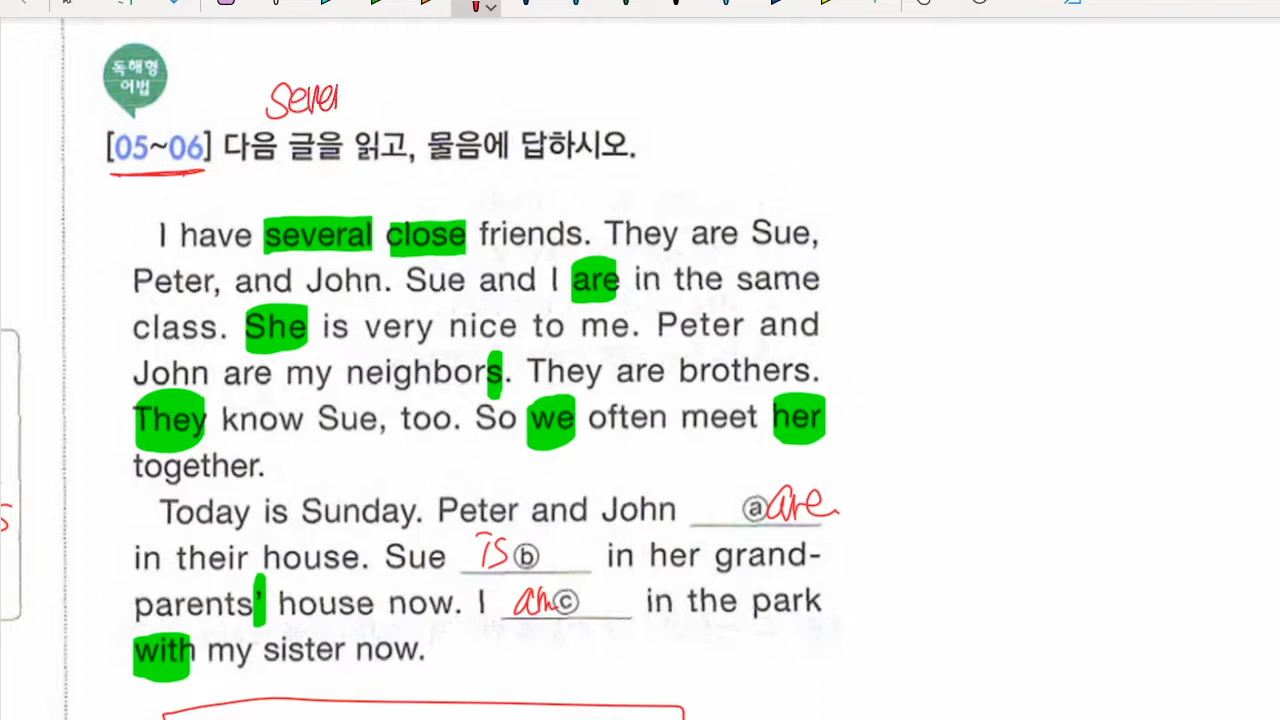 독해형
어법
sever
[05~06] 다음 글을 읽고, 물음에 답하시오.
I have several close friends. They are Sue,
Peter, and John. Sue and I are in the same
class. She is very nice to me. Peter and
John are my neighbors. They are brothers.
They know Sue, too. So we often meet her
together.
Today is Sunday. Peter and John ⓐ are
in their house. Sue is ⓑ in her grand-
parents' house now. I am ⓒ in the park
with my sister now.